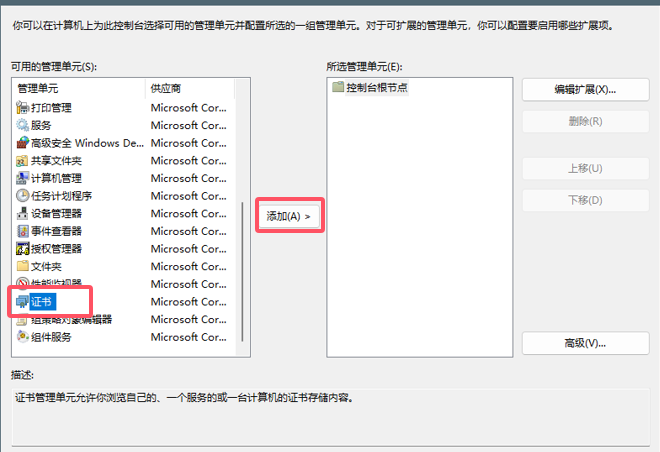 你可以在计算机上为此控制台选择可用的管理单元并配置所选的一组管理单元。对于可扩展的管理单元，你可以配置要启用哪些扩展项。
可用的管理单元(S):
所选管理单元(E):
管理单元 供应商
控制台根节点
编辑扩展(X)...
打印管理 Microsoft Cor...
服务 Microsoft Cor...
删除(R)
高级安全 Windows De... Microsoft Cor...
共享文件夹 Microsoft Cor...
上移(U)
计算机管理 Microsoft Cor...
任务计划程序 Microsoft Cor...
下移(D)
设备管理器 Microsoft Cor...
添加(A) >
事件查看器 Microsoft Cor...
授权管理器 Microsoft Cor...
文件夹 Microsoft Cor...
性能监视器 Microsoft Cor...
证书 Microsoft Cor...
组策略对象编辑器 Microsoft Cor...
组件服务 Microsoft Cor...
高级(V)...
描述:
证书管理单元允许你浏览自己的、一个服务的或一台计算机的证书存储内容。